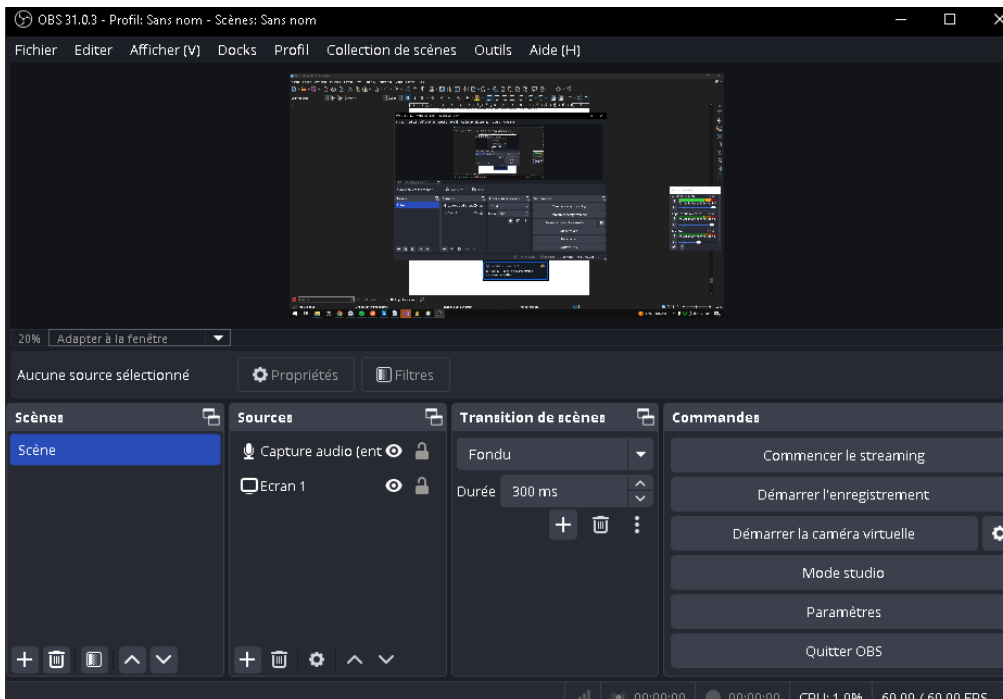 OBS 31.0.3 - Profil: Sans nom - Scènes: Sans nom
Fichier Editer Afficher (V) Docks Profil Collection de scènes Outils Aide (H)
20% Adapter à la fenêtre
Aucune source sélectionné Propriétés Filtres
Scènes Sources Transition de scènes Commandes
Scène Capture audio (ent Fondu Commencer le streaming
Ecran 1 Durée 300 ms Démarrer l'enregistrement
Démarrer la caméra virtuelle
Mode studio
Paramètres
Quitter OBS
00:00:00 00:00:00 CPU: 1.0% 60.00 / 60.00 FPS